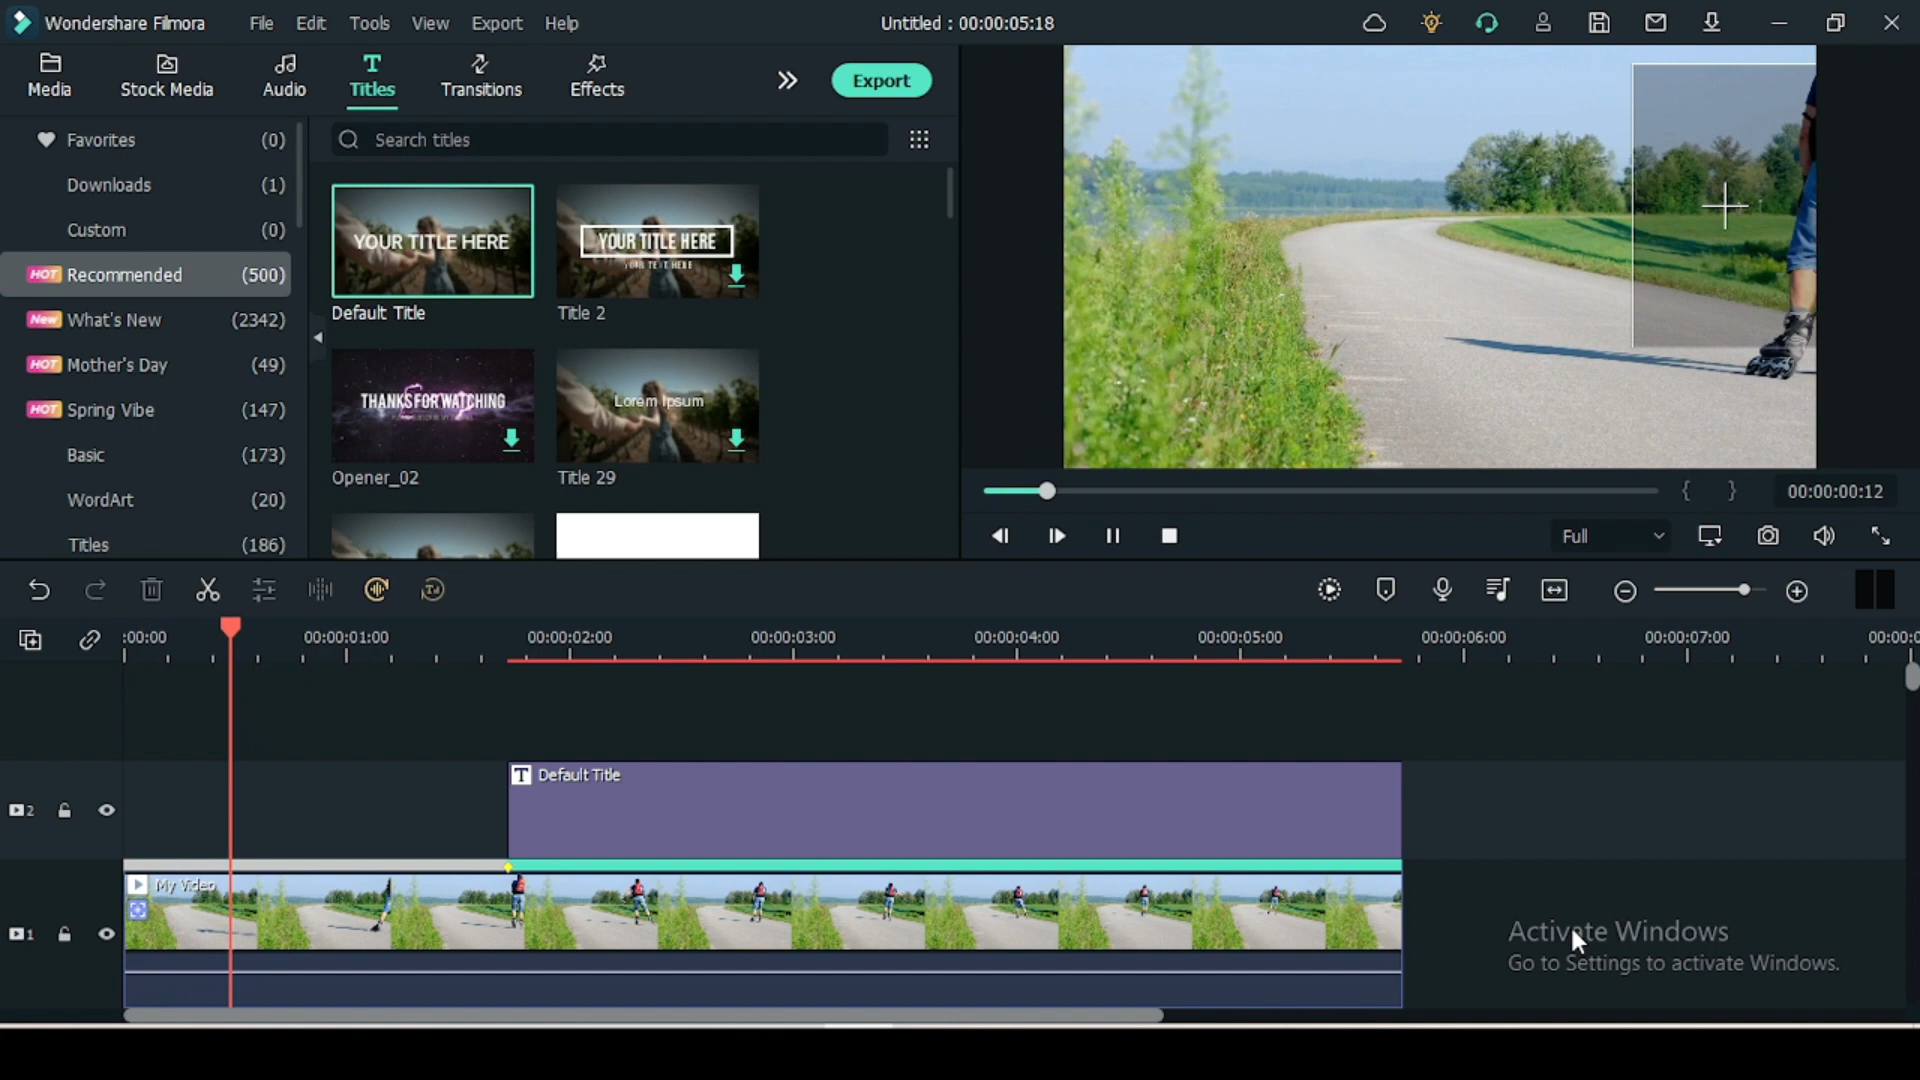 Wondershare Filmora File Edit Tools View Export Help Untitled : 00:00:05:18
Media Stock Media Audio Titles Transitions Effects Export
Favorites (0)
Downloads (1)
Custom (0)
HOT Recommended (500)
New What's New (2342)
HOT Mother's Day (49)
HOT Spring Vibe (147)
Basic (173)
WordArt (20)
Titles (186)
Search titles
YOUR TITLE HERE
Default Title
YOUR TITLE HERE
YOUR TEXT HERE
Title 2
THANKS FOR WATCHING
Opener_02
Lorem Ipsum
Title 29
{ } 00:00:00:12
Full
:00:00 00:00:01:00 00:00:02:00 00:00:03:00 00:00:04:00 00:00:05:00 00:00:06:00 00:00:07:00 00:00:0
2
T Default Title
1
My Video
Activate Windows
Go to Settings to activate Windows.